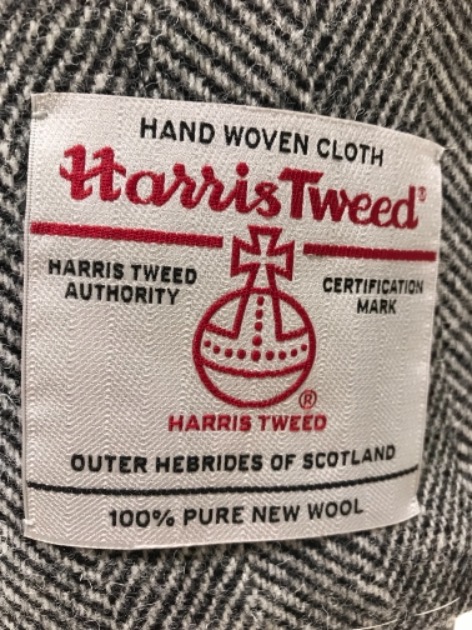 HAND WOVEN CLOTH
Harris Tweed®
HARRIS TWEED
AUTHORITY
CERTIFICATION
MARK
®
HARRIS TWEED
OUTER HEBRIDES OF SCOTLAND
100% PURE NEW WOOL